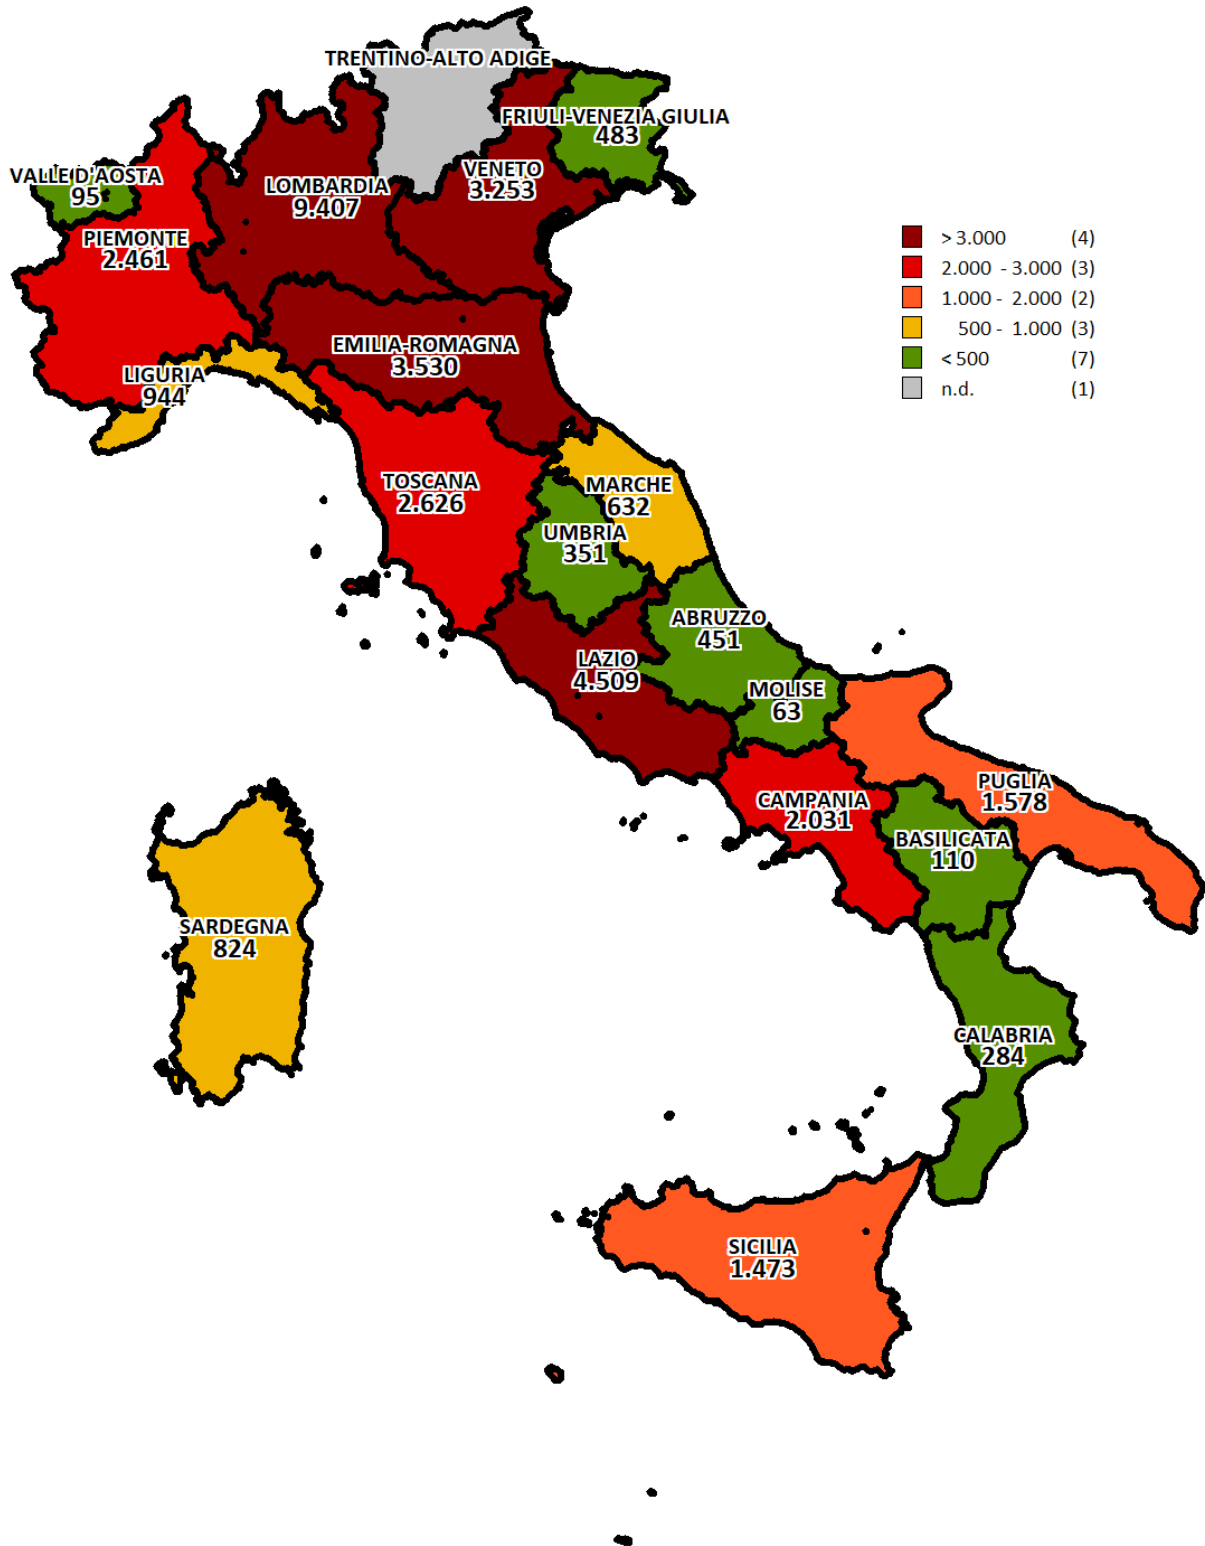 TRENTINO-ALTO ADIGE
FRIULI-VENEZIA GIULIA
483
VENETO
3.253
VALLE D'AOSTA
95
LOMBARDIA
9.407
PIEMONTE
2.461
> 3.000 (4)
2.000 - 3.000 (3)
1.000 - 2.000 (2)
500 - 1.000 (3)
< 500 (7)
n.d. (1)
EMILIA-ROMAGNA
3.530
LIGURIA
944
TOSCANA
2.626
MARCHE
632
UMBRIA
351
ABRUZZO
451
LAZIO
4.509
MOLISE
63
PUGLIA
1.578
CAMPANIA
2.031
BASILICATA
110
SARDEGNA
824
CALABRIA
284
SICILIA
1.473